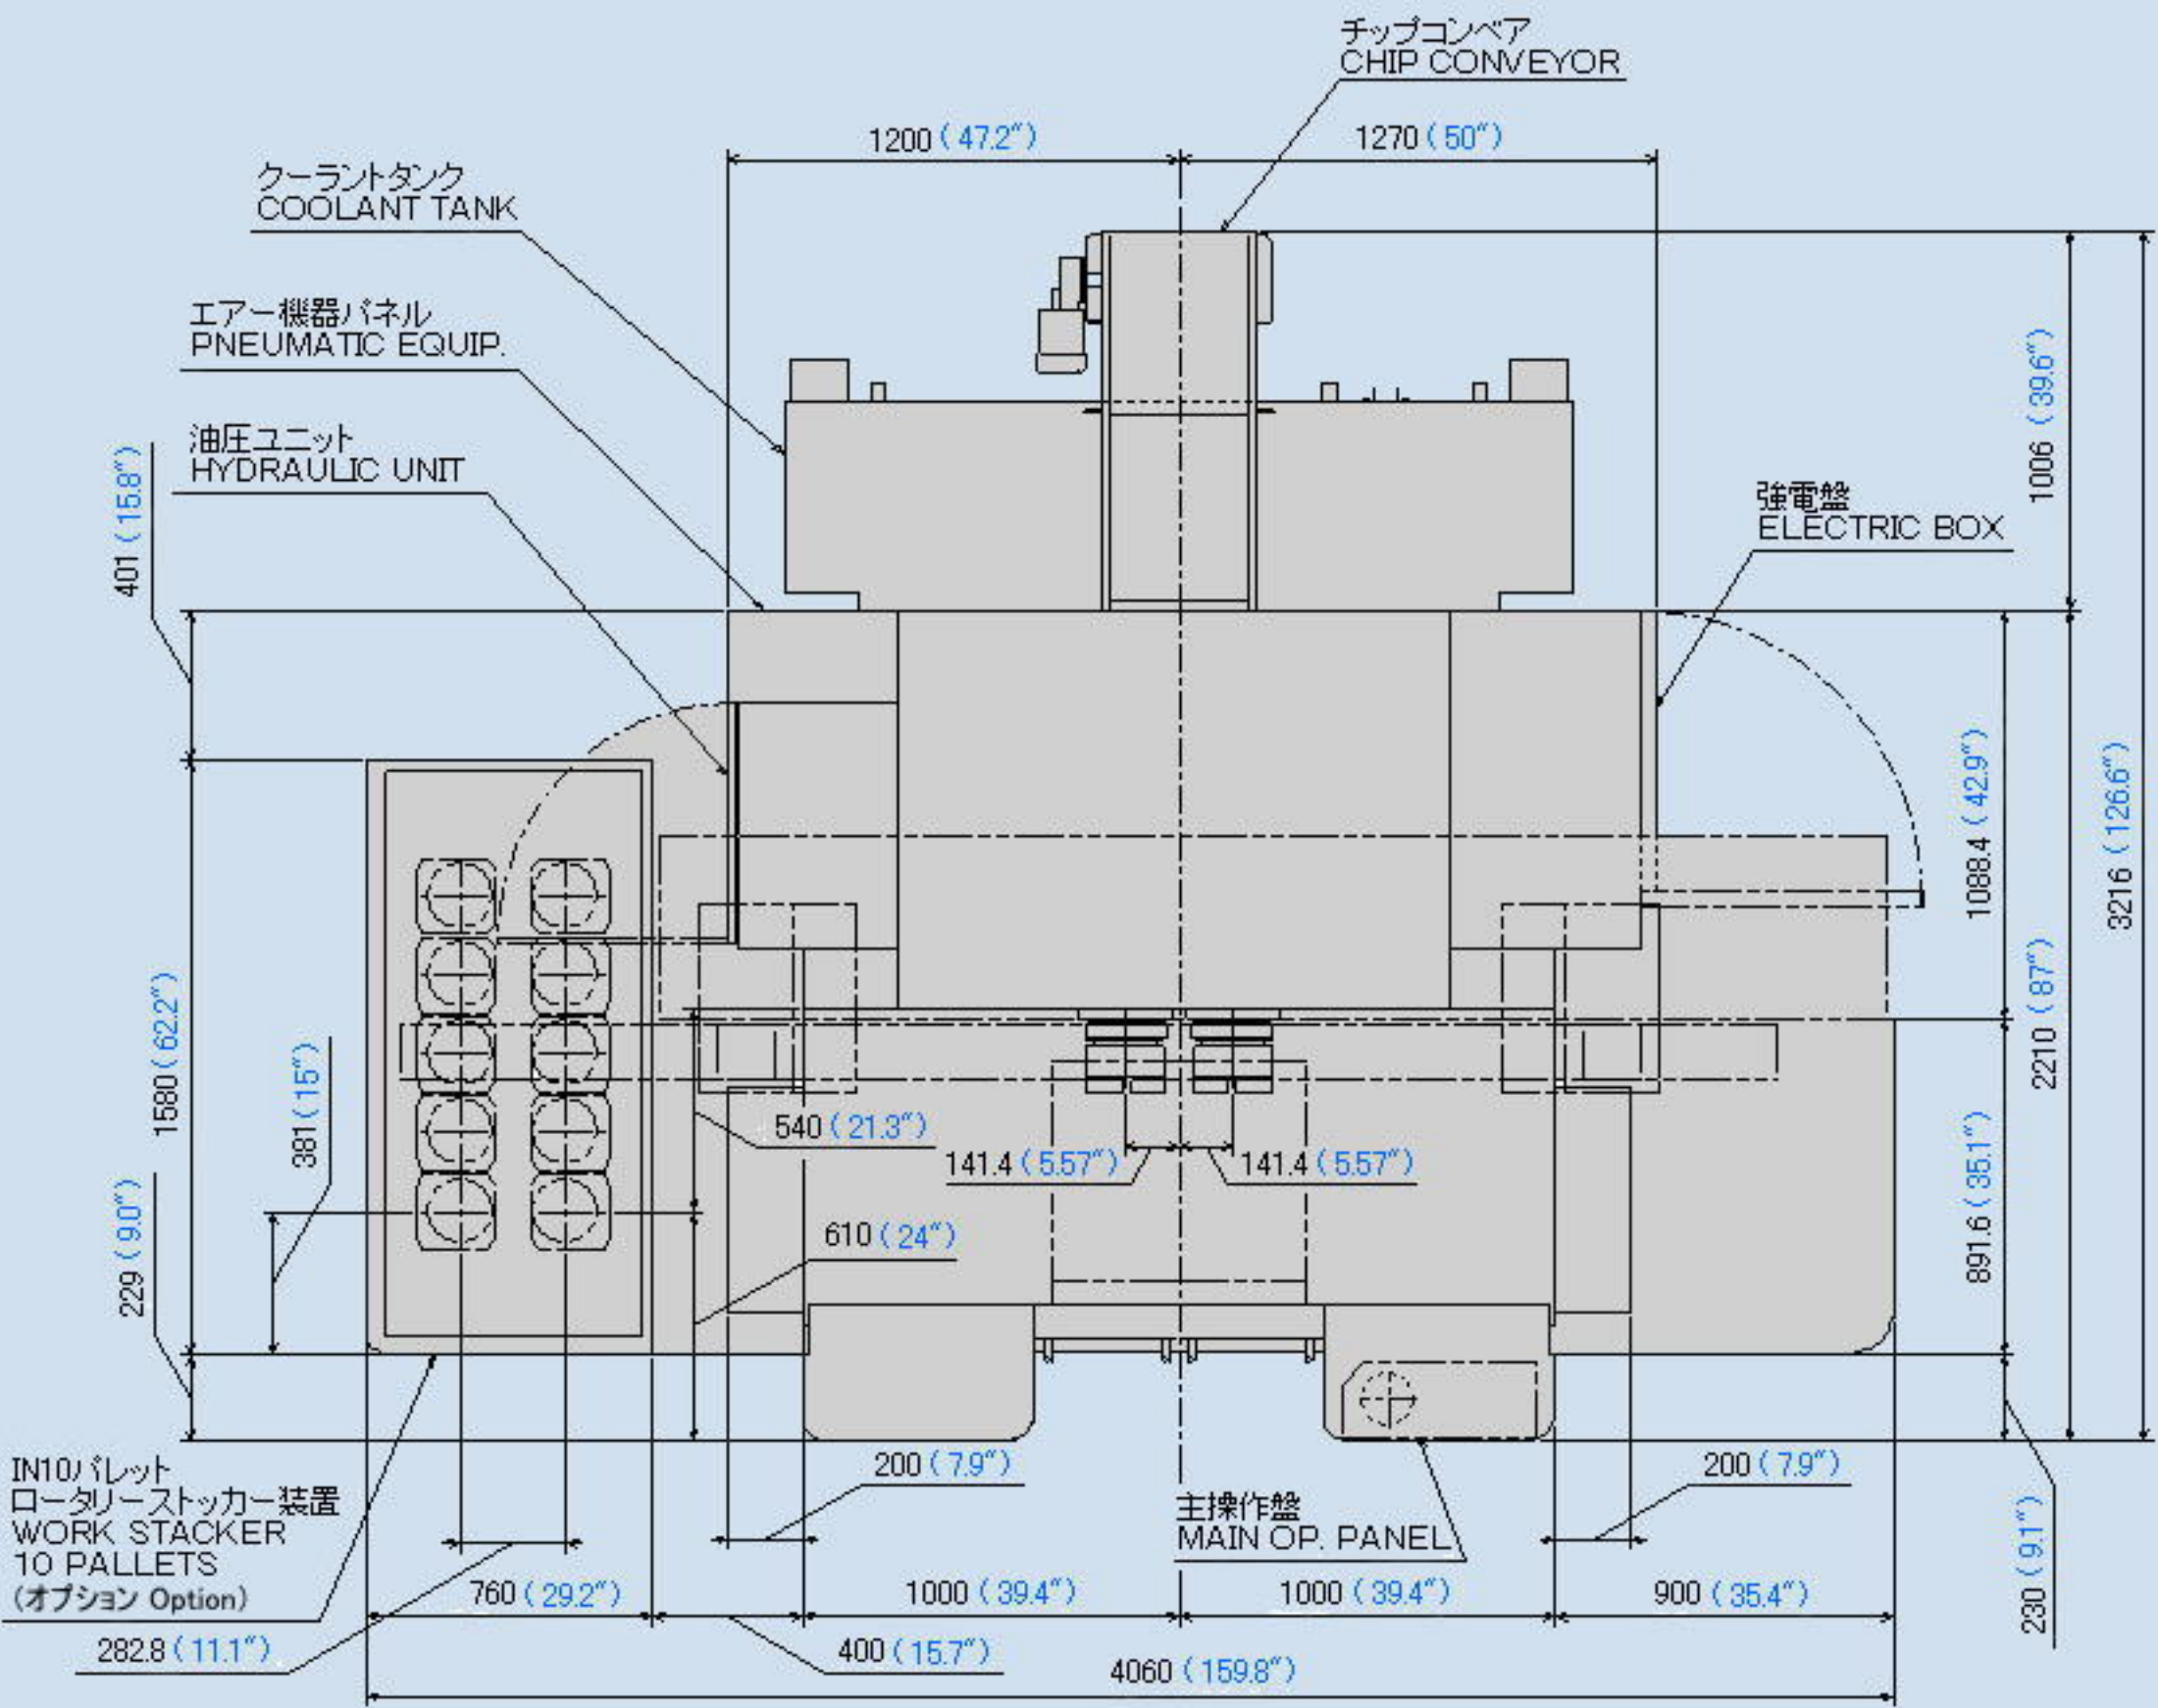 チップコンベア
CHIP CONVEYOR
1200 (47.2")
1270 (50")
クーラントタンク
COOLANT TANK
エアー機器パネル
PNEUMATIC EQUIP.
油圧ユニット
HYDRAULIC UNIT
強電盤
ELECTRIC BOX
401 (15.8")
1006 (39.6")
1088.4 (42.9")
3216 (126.6")
2210 (87")
1580 (62.2")
381 (15")
229 (9.0")
540 (21.3")
141.4 (5.57")
141.4 (5.57")
610 (24")
891.6 (35.1")
IN10パレット
ロータリーストッカー装置
WORK STACKER
10 PALLETS
(オプション Option)
200 (7.9")
主操作盤
MAIN OP. PANEL
200 (7.9")
230 (9.1")
760 (29.2")
1000 (39.4")
1000 (39.4")
900 (35.4")
282.8 (11.1")
400 (15.7")
4060 (159.8")